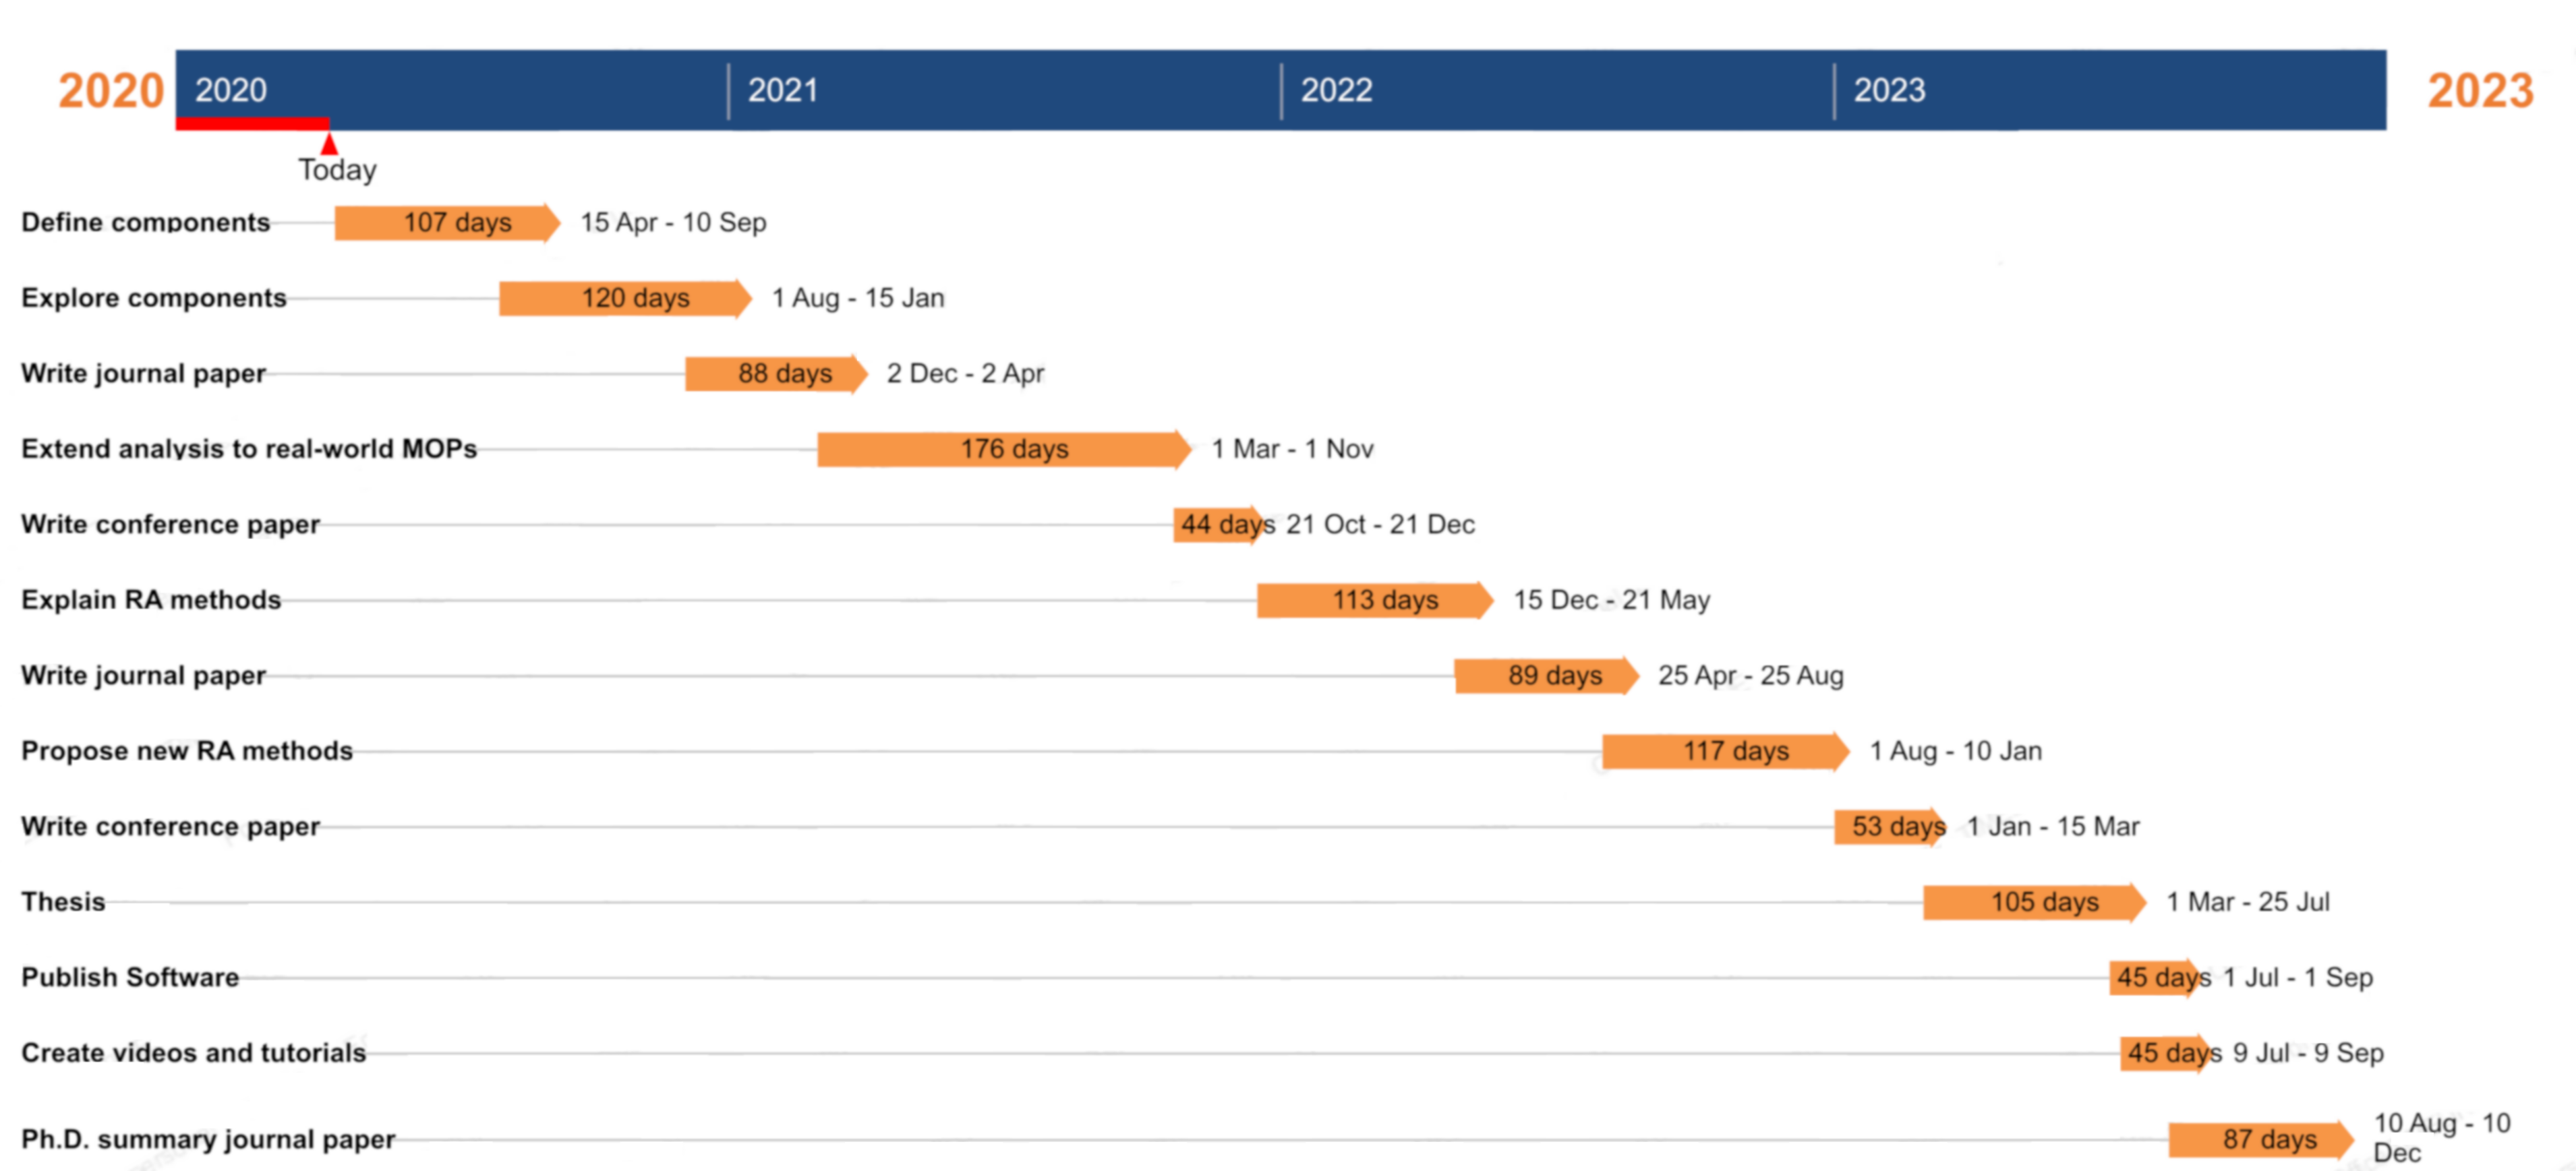 2020 2020 2021 2022 2023 2023
Today
Define components 107 days 15 Apr - 10 Sep
Explore components 120 days 1 Aug - 15 Jan
Write journal paper 88 days 2 Dec - 2 Apr
Extend analysis to real-world MOPs 176 days 1 Mar - 1 Nov
Write conference paper 44 days 21 Oct - 21 Dec
Explain RA methods 113 days 15 Dec - 21 May
Write journal paper 89 days 25 Apr - 25 Aug
Propose new RA methods 117 days 1 Aug - 10 Jan
Write conference paper 53 days 1 Jan - 15 Mar
Thesis 105 days 1 Mar - 25 Jul
Publish Software 45 days 1 Jul - 1 Sep
Create videos and tutorials 45 days 9 Jul - 9 Sep
Ph.D. summary journal paper 87 days 10 Aug - 10
Dec